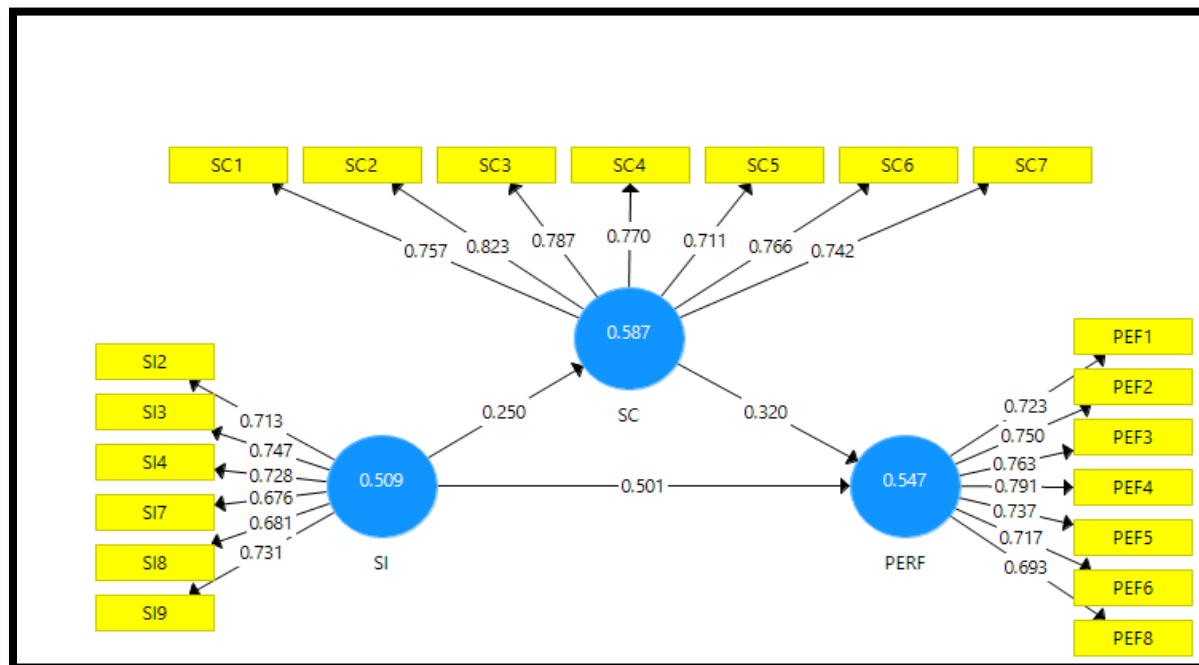 SC1 SC2 SC3 SC4 SC5 SC6 SC7
0.757 0.823 0.787 0.770 0.711 0.766 0.742
0.587
SC
SI2
SI3
SI4
SI7
SI8
SI9
0.713
0.747
0.728
0.676
0.681
0.731
0.509
SI
0.250
0.320
0.501
0.547
PERF
0.723
0.750
0.763
0.791
0.737
0.717
0.693
PEF1
PEF2
PEF3
PEF4
PEF5
PEF6
PEF8